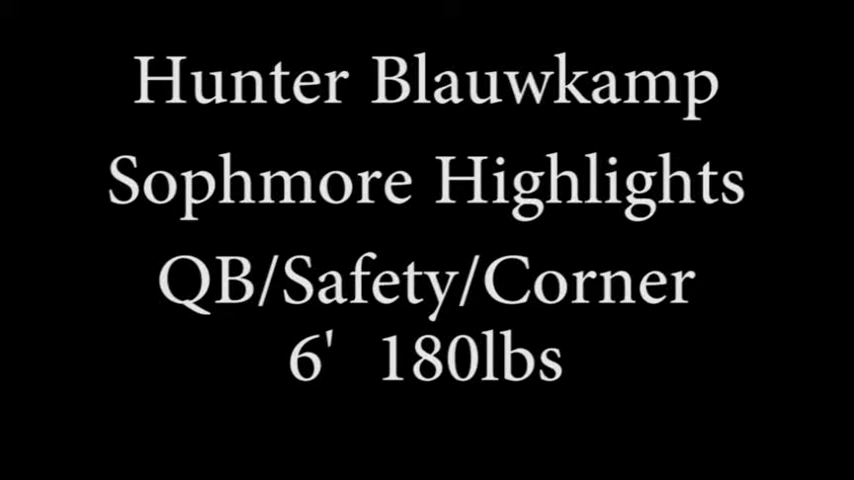 Hunter Blauwkamp
Sophmore Highlights
QB/Safety/Corner
6' 180lbs